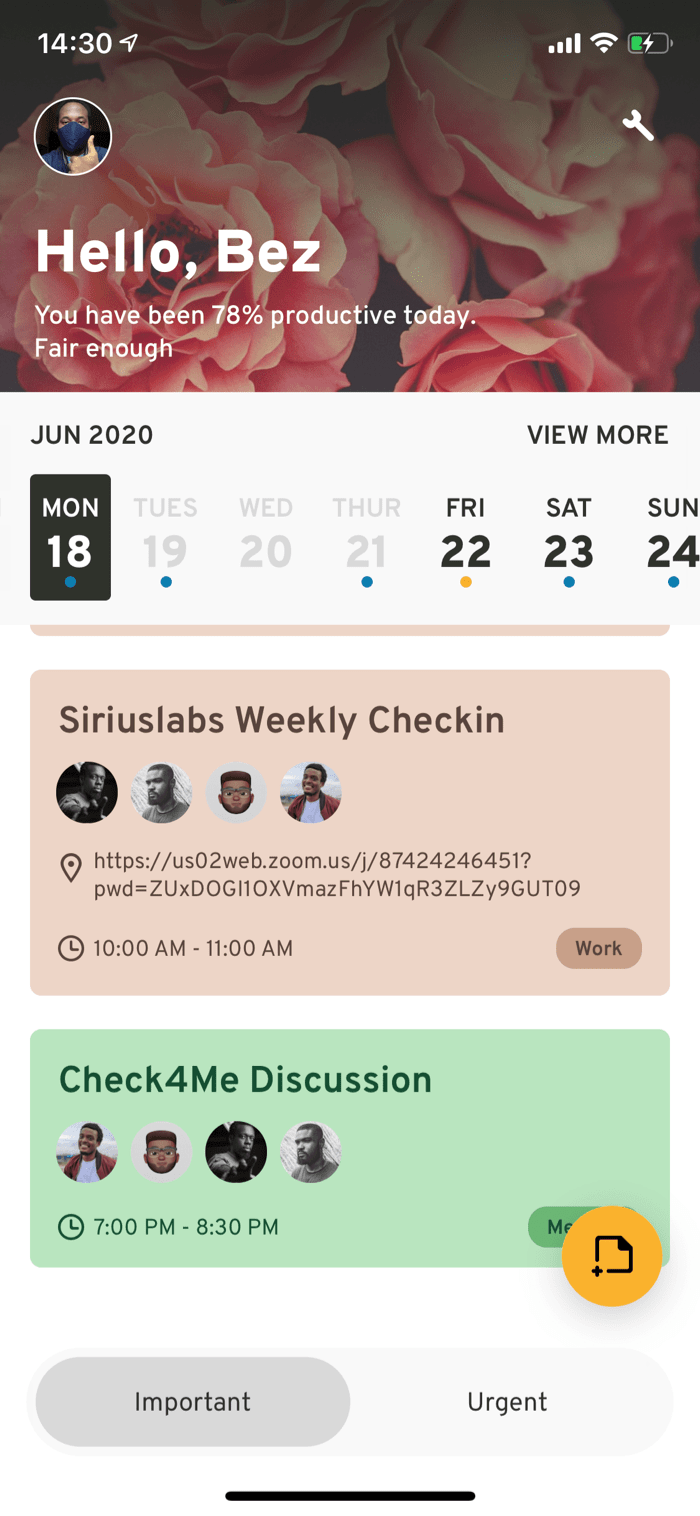 14:30
Hello, Bez
You have been 78% productive today.
Fair enough
JUN 2020 VIEW MORE
MON TUES WED THUR FRI SAT SUN
18 19 20 21 22 23 24
Siriuslabs Weekly Checkin
https://us02web.zoom.us/j/87424246451?
pwd=ZUxDOGI1OXVmazFhYW1qR3ZLZy9GUT09
10:00 AM - 11:00 AM Work
Check4Me Discussion
7:00 PM - 8:30 PM
Important Urgent